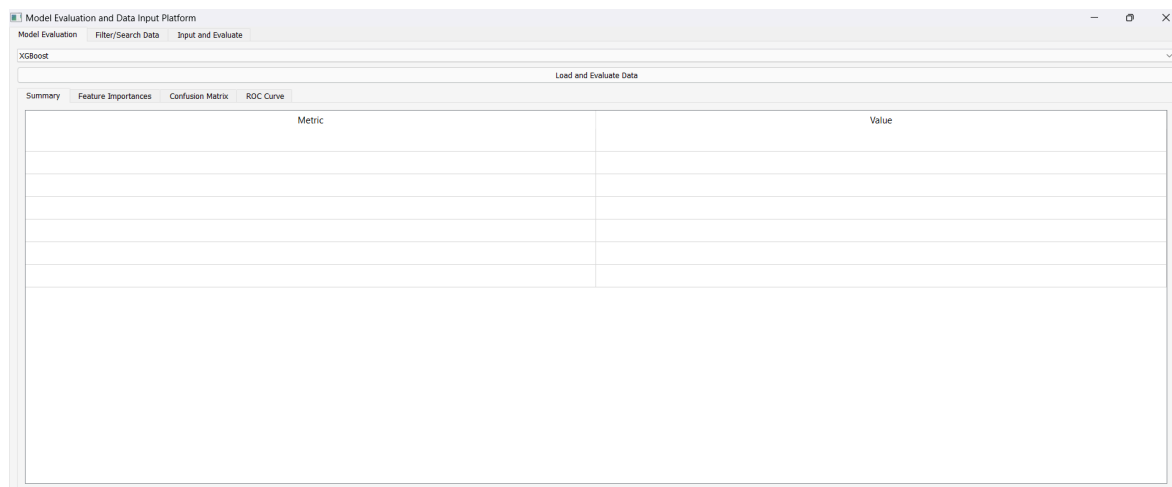 Model Evaluation and Data Input Platform
Model Evaluation Filter/Search Data Input and Evaluate
XGBoost
Load and Evaluate Data
Summary Feature Importances Confusion Matrix ROC Curve
Metric Value